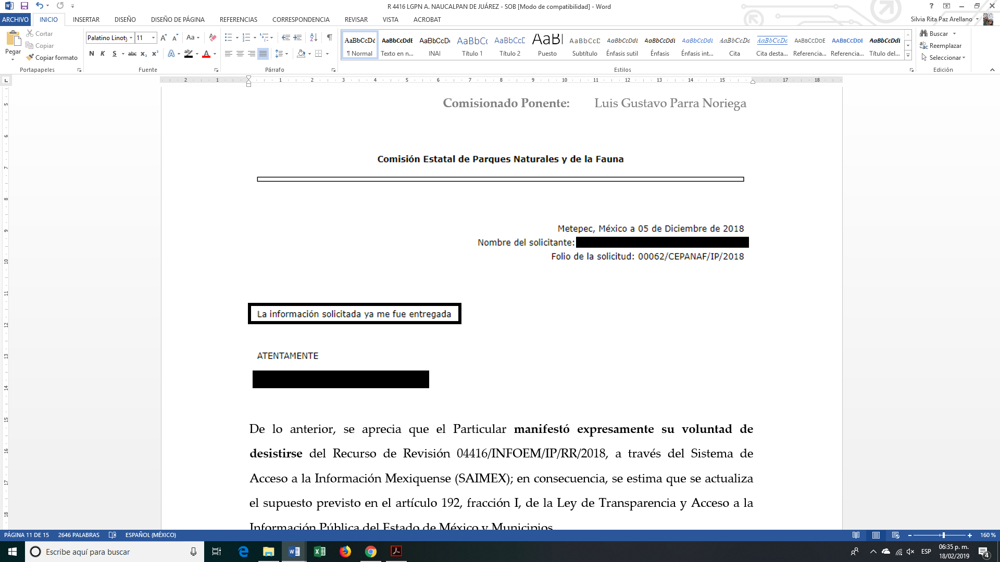 R 4416 LGPN A. NAUCALPAN DE JUÁREZ - SOB [Modo de compatibilidad] - Word
ARCHIVO INICIO INSERTAR DISEÑO DISEÑO DE PÁGINA REFERENCIAS CORRESPONDENCIA REVISAR VISTA ACROBAT
Silvia Rita Paz Arellano
Pegar
Cortar
Copiar
Copiar formato
Portapapeles
Palatino Linoty 11
N K S abc x₂ x²
Fuente
Párrafo
AaBbCcDc AaBbCcDdE AaBbCcDc AaBbC( AaBbCcD AaBl AaBbCcD AaBbCcDdE AaBbCcDdE AaBbCcDdE AaBbCcDdE AaBbCcDc AABBCCDDE AABBCCDDE AaBbCcDdE
¶ Normal Texto en n... INAI Título 1 Título 2 Puesto Subtítulo Énfasis sutil Énfasis Énfasis int... Cita Cita desta... Referencia... Referencia... Título del...
Estilos
Buscar
Reemplazar
Seleccionar
Edición
2 1 1 2 3 4 5 6 7 8 9 10 11 12 13 14 15 17 18
5 6 7 8 9 10 11 12 13 14 15 16 17 18
Comisionado Ponente: Luis Gustavo Parra Noriega
Comisión Estatal de Parques Naturales y de la Fauna
Metepec, México a 05 de Diciembre de 2018
Nombre del solicitante:
Folio de la solicitud: 00062/CEPANAF/IP/2018
La información solicitada ya me fue entregada
ATENTAMENTE
De lo anterior, se aprecia que el Particular manifestó expresamente su voluntad de
desistirse del Recurso de Revisión 04416/INFOEM/IP/RR/2018, a través del Sistema de
Acceso a la Información Mexiquense (SAIMEX); en consecuencia, se estima que se actualiza
el supuesto previsto en el artículo 192, fracción I, de la Ley de Transparencia y Acceso a la
Información Pública del Estado de México y Municipios.
PÁGINA 11 DE 15 2646 PALABRAS ESPAÑOL (MÉXICO) 160 %
Escribe aquí para buscar
ESP
06:35 p. m.
18/02/2019
4